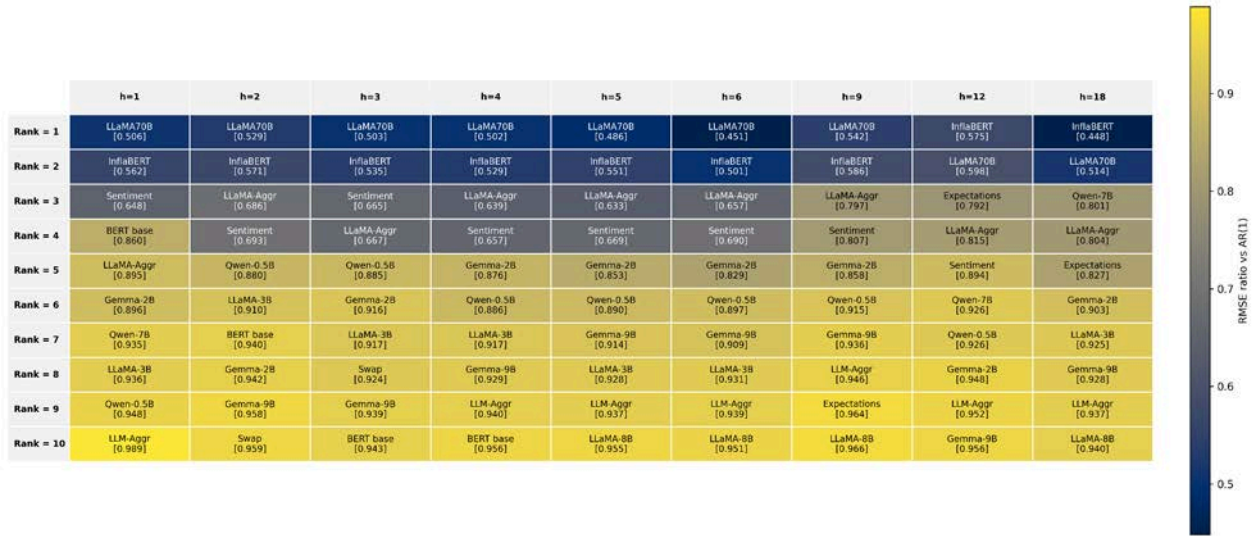 h=1 h=2 h=3 h=4 h=5 h=6 h=9 h=12 h=18
Rank = 1 LLaMA70B [0.506] LLaMA70B [0.529] LLaMA70B [0.503] LLaMA70B [0.502] LLaMA70B [0.486] LLaMA70B [0.451] LLaMA70B [0.542] InflaBERT [0.575] InflaBERT [0.448]
Rank = 2 InflaBERT [0.562] InflaBERT [0.571] InflaBERT [0.535] InflaBERT [0.529] InflaBERT [0.551] InflaBERT [0.501] InflaBERT [0.586] LLaMA70B [0.598] LLaMA70B [0.514]
Rank = 3 Sentiment [0.648] LLaMA-Aggr [0.686] Sentiment [0.665] LLaMA-Aggr [0.639] LLaMA-Aggr [0.633] LLaMA-Aggr [0.657] LLaMA-Aggr [0.797] Expectations [0.792] Qwen-7B [0.801]
Rank = 4 BERT base [0.860] Sentiment [0.693] LLaMA-Aggr [0.667] Sentiment [0.657] Sentiment [0.669] Sentiment [0.690] Sentiment [0.807] LLaMA-Aggr [0.815] LLaMA-Aggr [0.804]
Rank = 5 LLaMA-Aggr [0.895] Qwen-0.5B [0.880] Qwen-0.5B [0.885] Gemma-2B [0.876] Gemma-2B [0.853] Gemma-2B [0.829] Gemma-2B [0.858] Sentiment [0.894] Expectations [0.827]
Rank = 6 Gemma-2B [0.896] LLaMA-3B [0.910] Gemma-2B [0.916] Qwen-0.5B [0.886] Qwen-0.5B [0.890] Qwen-0.5B [0.897] Qwen-0.5B [0.915] Qwen-7B [0.926] Gemma-2B [0.903]
Rank = 7 Qwen-7B [0.935] BERT base [0.940] LLaMA-3B [0.917] LLaMA-3B [0.917] Gemma-9B [0.914] Gemma-9B [0.909] Gemma-9B [0.936] Qwen-0.5B [0.926] LLaMA-3B [0.925]
Rank = 8 LLaMA-3B [0.936] Gemma-2B [0.942] Swap [0.924] Gemma-9B [0.929] LLaMA-3B [0.928] LLaMA-3B [0.931] LLM-Aggr [0.946] Gemma-2B [0.948] Gemma-9B [0.928]
Rank = 9 Qwen-0.5B [0.948] Gemma-9B [0.958] Gemma-9B [0.939] LLM-Aggr [0.940] LLM-Aggr [0.937] LLM-Aggr [0.939] Expectations [0.964] LLM-Aggr [0.952] LLM-Aggr [0.937]
Rank = 10 LLM-Aggr [0.989] Swap [0.959] BERT base [0.943] BERT base [0.956] LLaMA-8B [0.955] LLaMA-8B [0.951] LLaMA-8B [0.966] Gemma-9B [0.956] LLaMA-8B [0.940]
0.9
0.8
0.7
0.6
0.5
RMSE ratio vs AR(1)